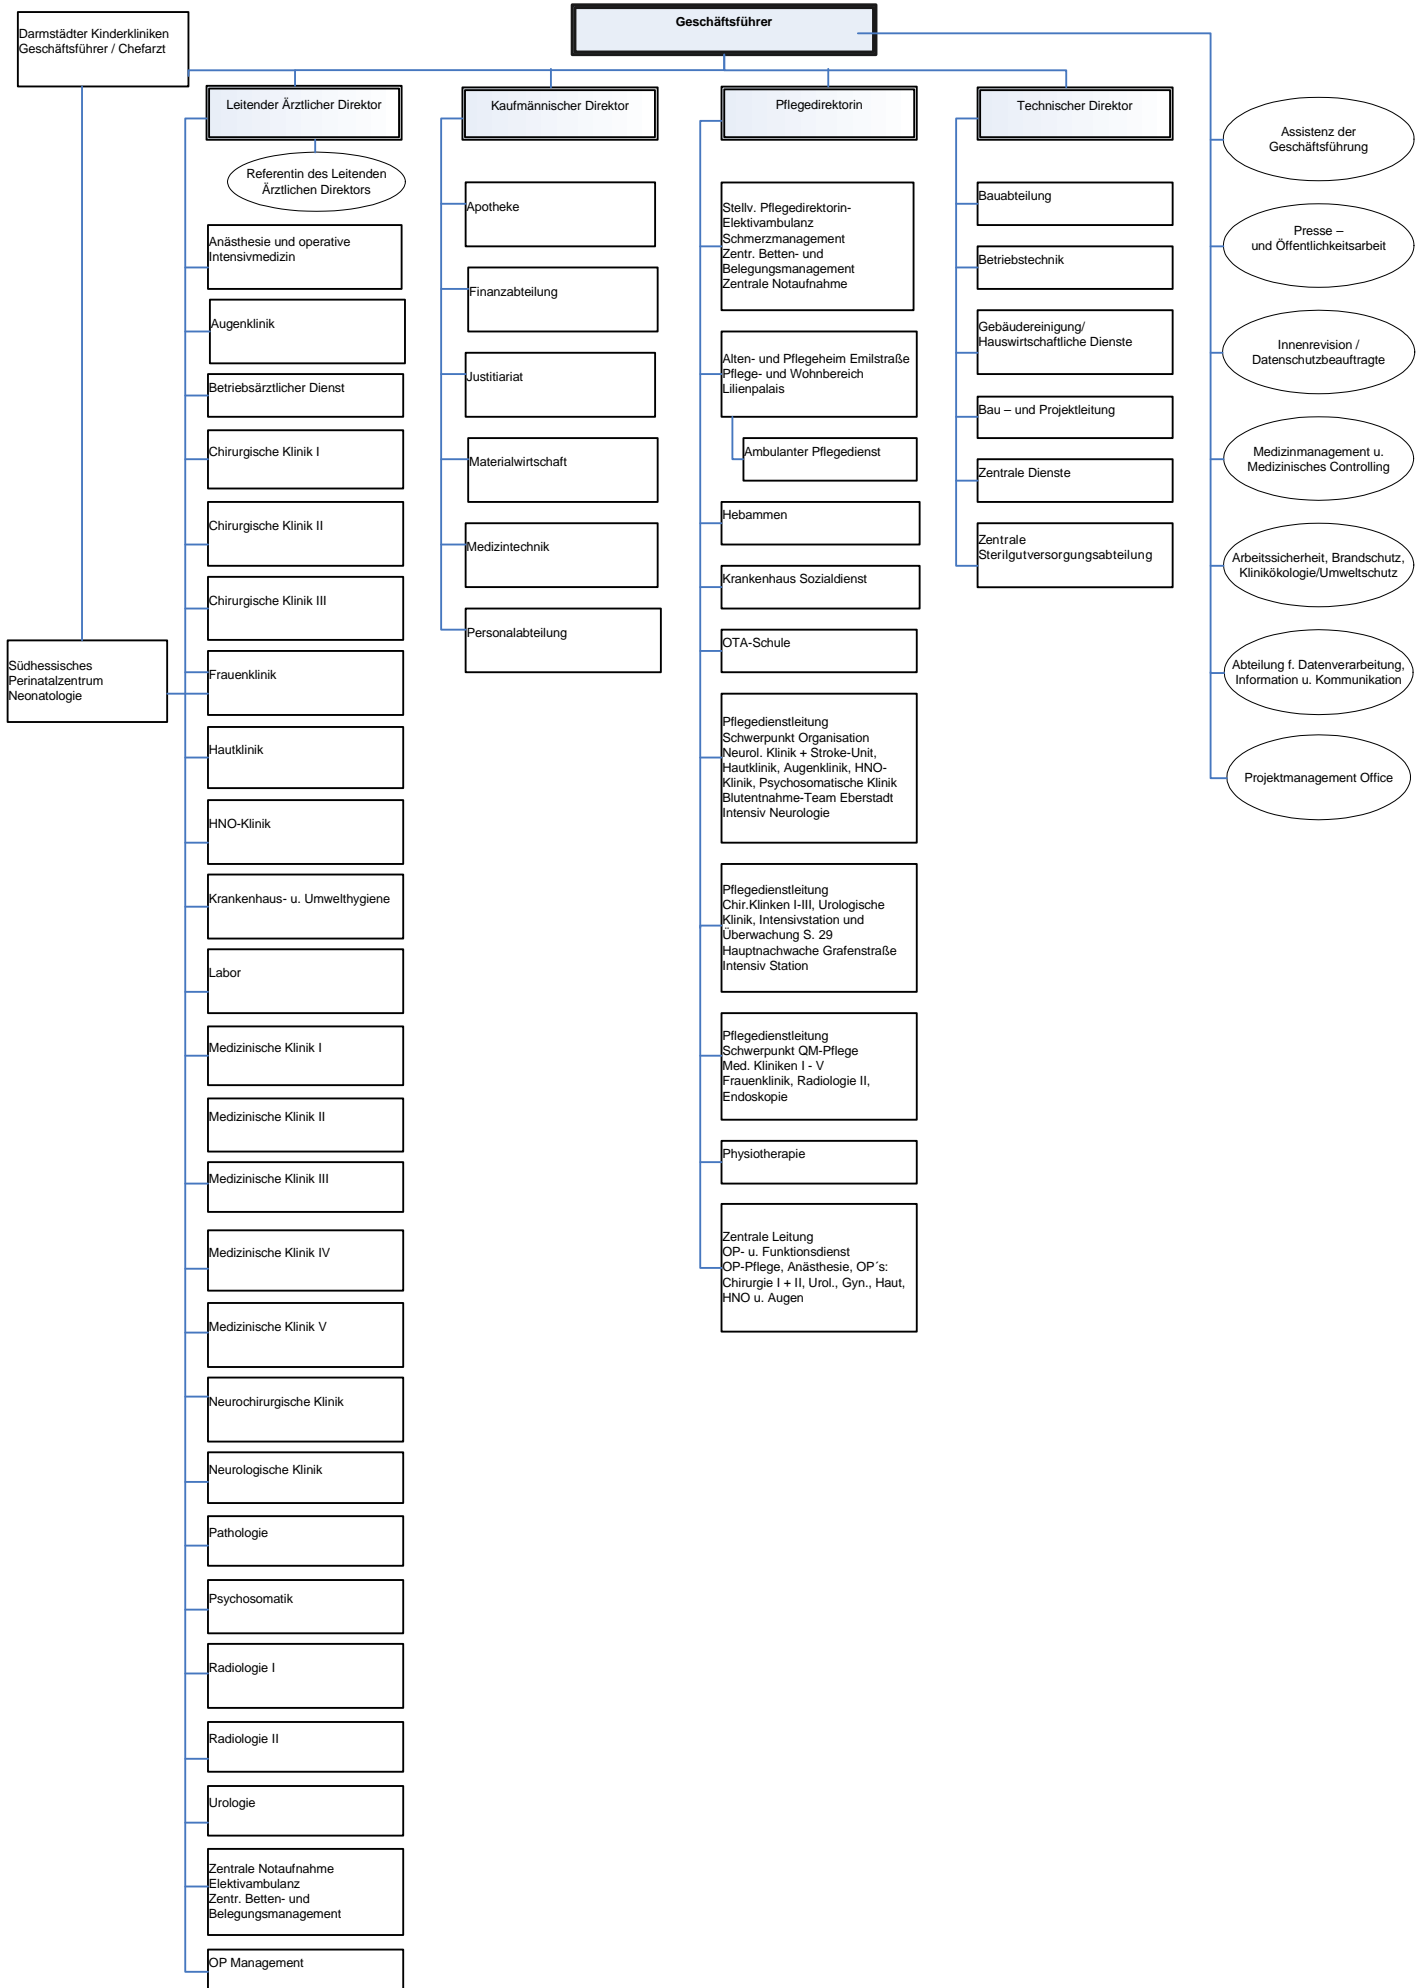 Geschäftsführer
Darmstädter Kinderkliniken
Geschäftsführer / Chefarzt
Leitender Ärztlicher Direktor
Kaufmännischer Direktor
Pflegedirektorin
Technischer Direktor
Referentin des Leitenden
Ärztlichen Direktors
Anästhesie und operative
Intensivmedizin
Augenklinik
Betriebsärztlicher Dienst
Chirurgische Klinik I
Chirurgische Klinik II
Chirurgische Klinik III
Südhessisches
Perinatalzentrum
Neonatologie
Frauenklinik
Hautklinik
HNO-Klinik
Krankenhaus- u. Umwelthygiene
Labor
Medizinische Klinik I
Medizinische Klinik II
Medizinische Klinik III
Medizinische Klinik IV
Medizinische Klinik V
Neurochirurgische Klinik
Neurologische Klinik
Pathologie
Psychosomatik
Radiologie I
Radiologie II
Urologie
Zentrale Notaufnahme
Elektivambulanz
Zentr. Betten- und
Belegungsmanagement
OP Management
Apotheke
Finanzabteilung
Justitiariat
Materialwirtschaft
Medizintechnik
Personalabteilung
Stellv. Pflegedirektorin-
Elektivambulanz
Schmerzmanagement
Zentr. Betten- und
Belegungsmanagement
Zentrale Notaufnahme
Alten- und Pflegeheim Emilstraße
Pflege- und Wohnbereich
Lilienpalais
Ambulanter Pflegedienst
Hebammen
Krankenhaus Sozialdienst
OTA-Schule
Pflegedienstleitung
Schwerpunkt Organisation
Neurol. Klinik + Stroke-Unit,
Hautklinik, Augenklinik, HNO-
Klinik, Psychosomatische Klinik
Blutentnahme-Team Eberstadt
Intensiv Neurologie
Pflegedienstleitung
Chir.Klinken I-III, Urologische
Klinik, Intensivstation und
Überwachung S. 29
Hauptnachwache Grafenstraße
Intensiv Station
Pflegedienstleitung
Schwerpunkt QM-Pflege
Med. Kliniken I - V
Frauenklinik, Radiologie II,
Endoskopie
Physiotherapie
Zentrale Leitung
OP- u. Funktionsdienst
OP-Pflege, Anästhesie, OP´s:
Chirurgie I + II, Urol., Gyn., Haut,
HNO u. Augen
Bauabteilung
Betriebstechnik
Gebäudereinigung/
Hauswirtschaftliche Dienste
Bau – und Projektleitung
Zentrale Dienste
Zentrale
Sterilgutversorgungsabteilung
Assistenz der
Geschäftsführung
Presse –
und Öffentlichkeitsarbeit
Innenrevision /
Datenschutzbeauftragte
Medizinmanagement u.
Medizinisches Controlling
Arbeitssicherheit, Brandschutz,
Klinikökologie/Umweltschutz
Abteilung f. Datenverarbeitung,
Information u. Kommunikation
Projektmanagement Office